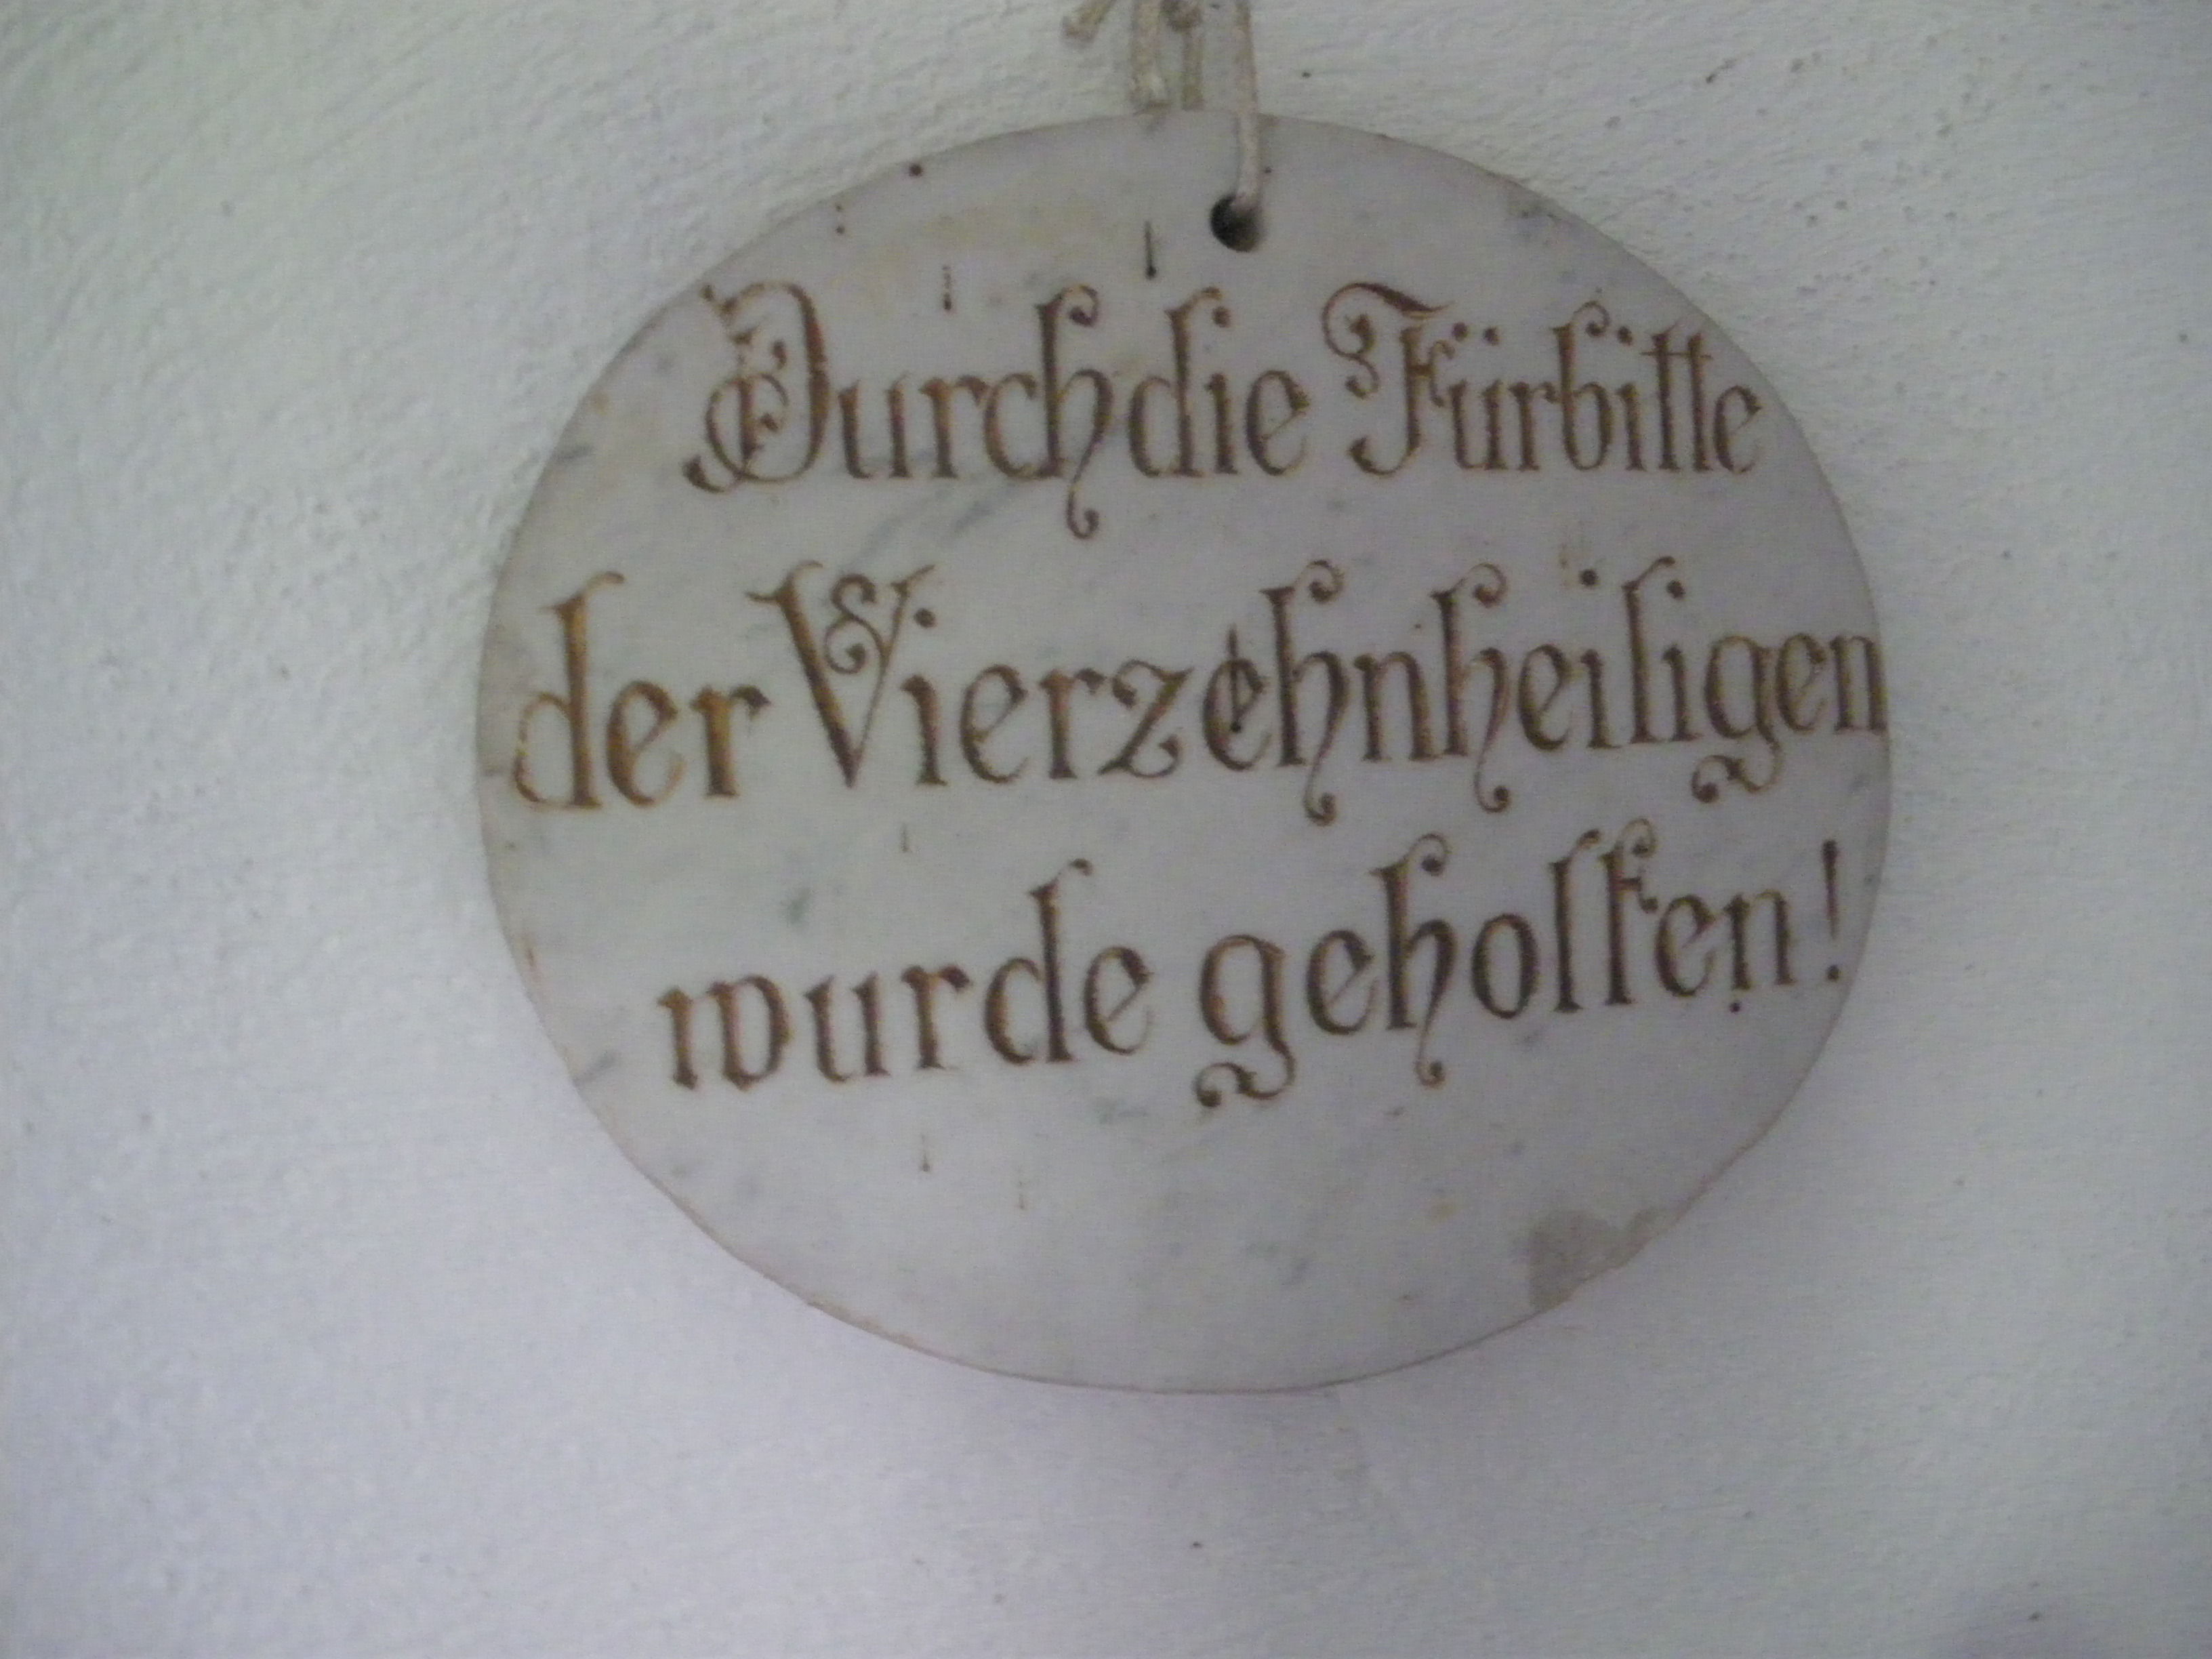 Durch die Fürbitte
der Vierzehnheiligen
wurde geholfen!